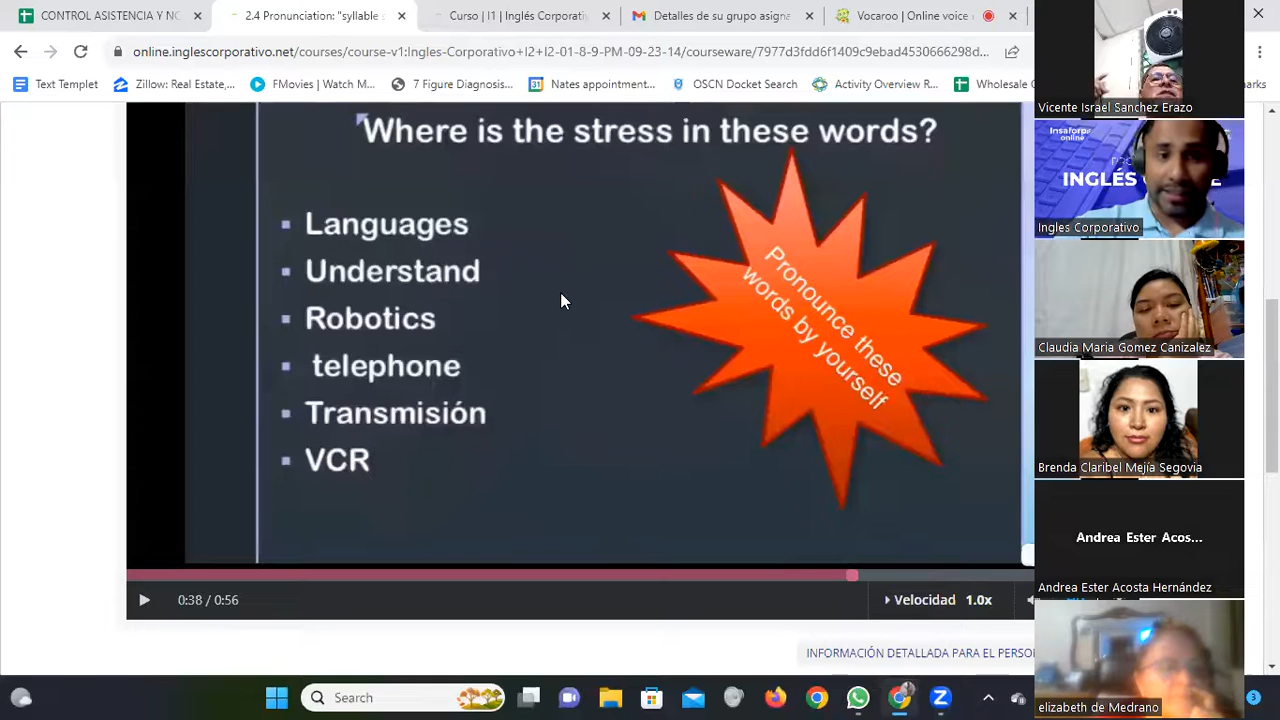 CONTROL ASISTENCIA Y NO
2.4 Pronunciation: "syllable s
Curso | I1 | Inglés Corporati
Detalles de su grupo asigna
Vocaroo | Online voice
online.inglescorporativo.net/courses/course-v1:Ingles-Corporativo+I2+I2-01-8-9-PM-09-23-14/courseware/7977d3fdd6f1409c9ebad4530666298d...
Text Templet
Zillow: Real Estate,...
FMovies | Watch M...
7 Figure Diagnosis...
Nates appointment...
OSCN Docket Search
Activity Overview /...
Wholesale
Where is the stress in these words?
Languages
Understand
Robotics
telephone
Transmisión
VCR
Pronounce these
words by yourself
0:38 / 0:56
Velocidad 1.0x
INFORMACIÓN DETALLADA PARA EL PERSO
Search
Vicente Israel Sanchez Erazo
Insaforp
online
INGLÉS
Ingles Corporativo
Claudia Maria Gomez Canizalez
Brenda Claribel Mejía Segovia
Andrea Ester Acos...
Andrea Ester Acosta Hernández
elizabeth de Medrano
3